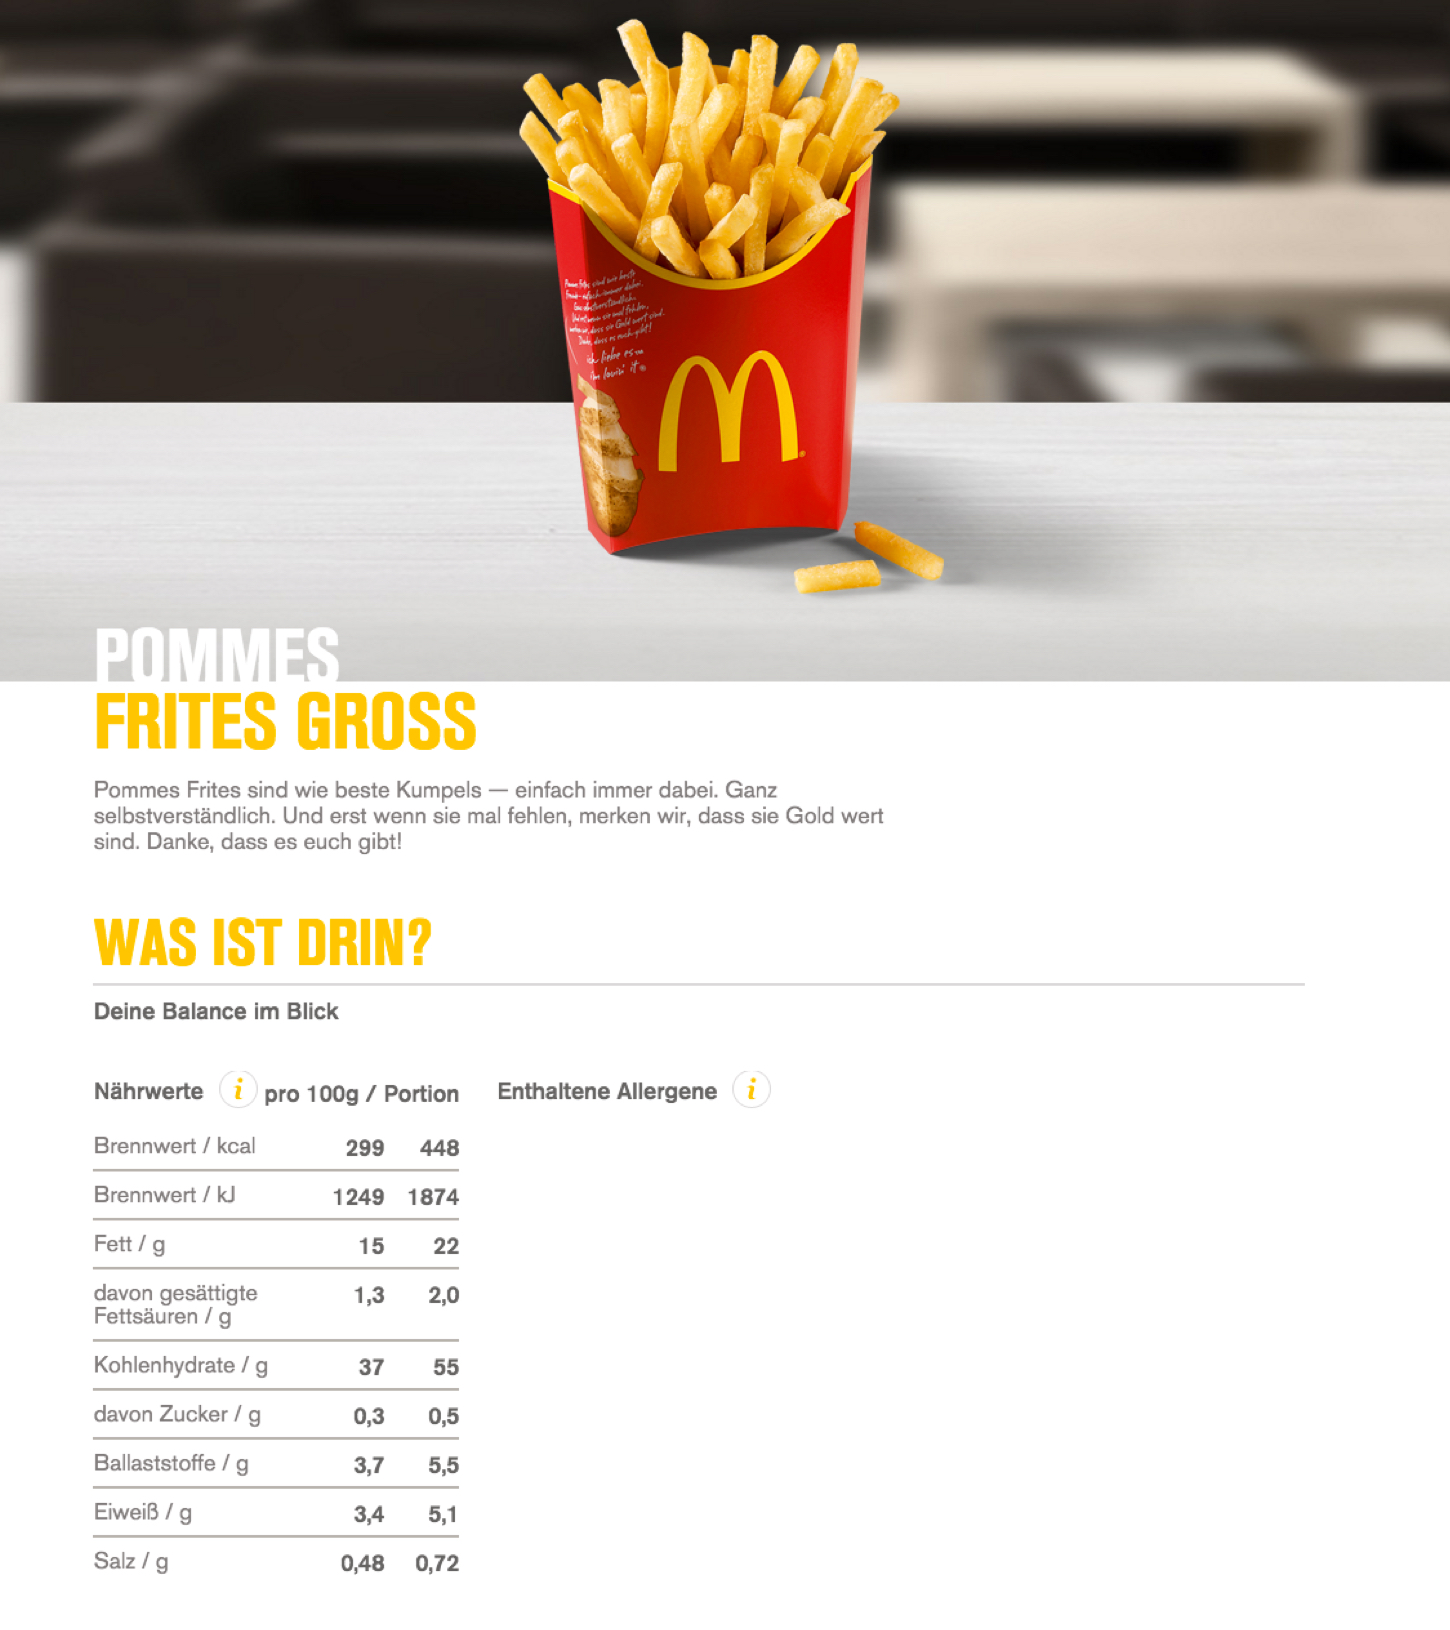 Pommes Frites sind wie beste
Freunde – einfach immer dabei.
Ganz selbstverständlich.
Und erst wenn sie mal fehlen,
merken wir, dass sie Gold wert sind.
Danke, dass es euch gibt!
ich liebe es
i'm lovin' it
POMMES
FRITES GROSS
Pommes Frites sind wie beste Kumpels — einfach immer dabei. Ganz
selbstverständlich. Und erst wenn sie mal fehlen, merken wir, dass sie Gold wert
sind. Danke, dass es euch gibt!
WAS IST DRIN?
Deine Balance im Blick
Nährwerte i pro 100g / Portion Enthaltene Allergene i
Brennwert / kcal 299 448
Brennwert / kJ 1249 1874
Fett / g 15 22
davon gesättigte
Fettsäuren / g 1,3 2,0
Kohlenhydrate / g 37 55
davon Zucker / g 0,3 0,5
Ballaststoffe / g 3,7 5,5
Eiweiß / g 3,4 5,1
Salz / g 0,48 0,72